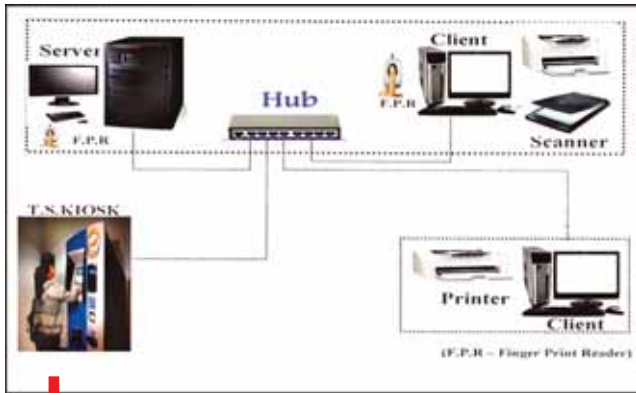 Server
F.P.R
Hub
Client
F.P.R
Scanner
T.S.KIOSK
Printer
Client
(F.P.R – Finger Print Reader)